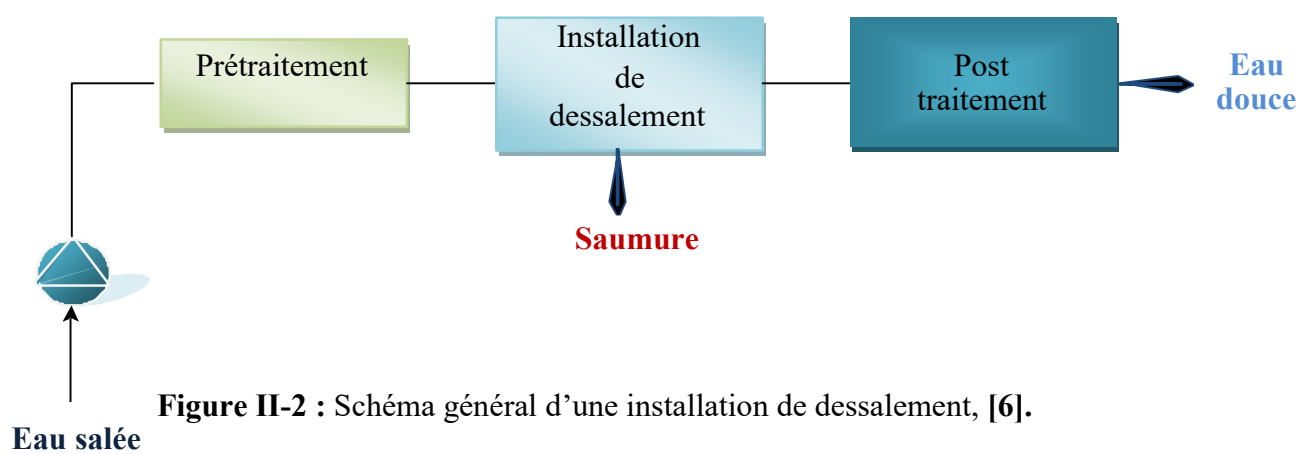 Prétraitement
Installation
de
dessalement
Post
traitement
Eau
douce
Saumure
Figure II-2 : Schéma général d’une installation de dessalement, [6].
Eau salée